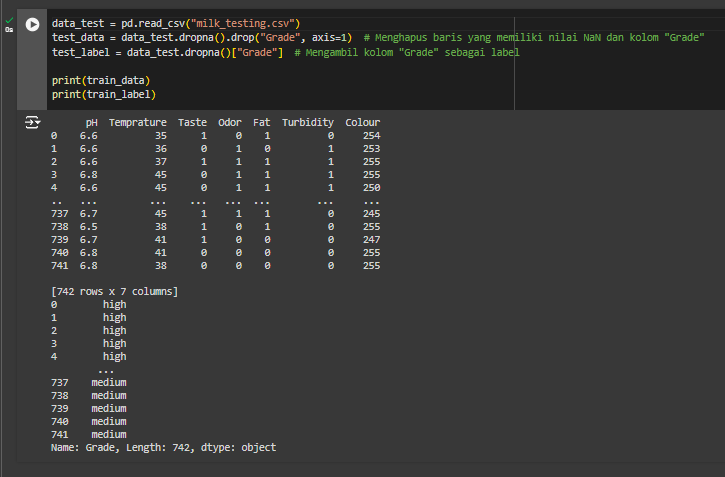 data_test = pd.read_csv("milk_testing.csv")
test_data = data_test.dropna().drop("Grade", axis=1)  # Menghapus baris yang memiliki nilai NaN dan kolom "Grade"
test_label = data_test.dropna()["Grade"]  # Mengambil kolom "Grade" sebagai label
print(train_data)
print(train_label)
0s
pH  Temprature  Taste  Odor  Fat  Turbidity  Colour
0    6.6          35      1     0     1          0     254
1    6.6          36      0     1     0          1     253
2    6.6          37      1     1     1          1     255
3    6.8          45      0     1     1          1     255
4    6.6          45      0     1     1          1     250
..   ...         ...    ...   ...  ...        ...     ...
737  6.7          45      1     1     1          0     245
738  6.5          38      1     0     1          0     255
739  6.7          41      1     0     0          0     247
740  6.8          41      0     0     0          0     255
741  6.8          38      0     0     0          0     255
[742 rows x 7 columns]
0        high
1        high
2        high
3        high
4        high
...
737    medium
738    medium
739    medium
740    medium
741    medium
Name: Grade, Length: 742, dtype: object